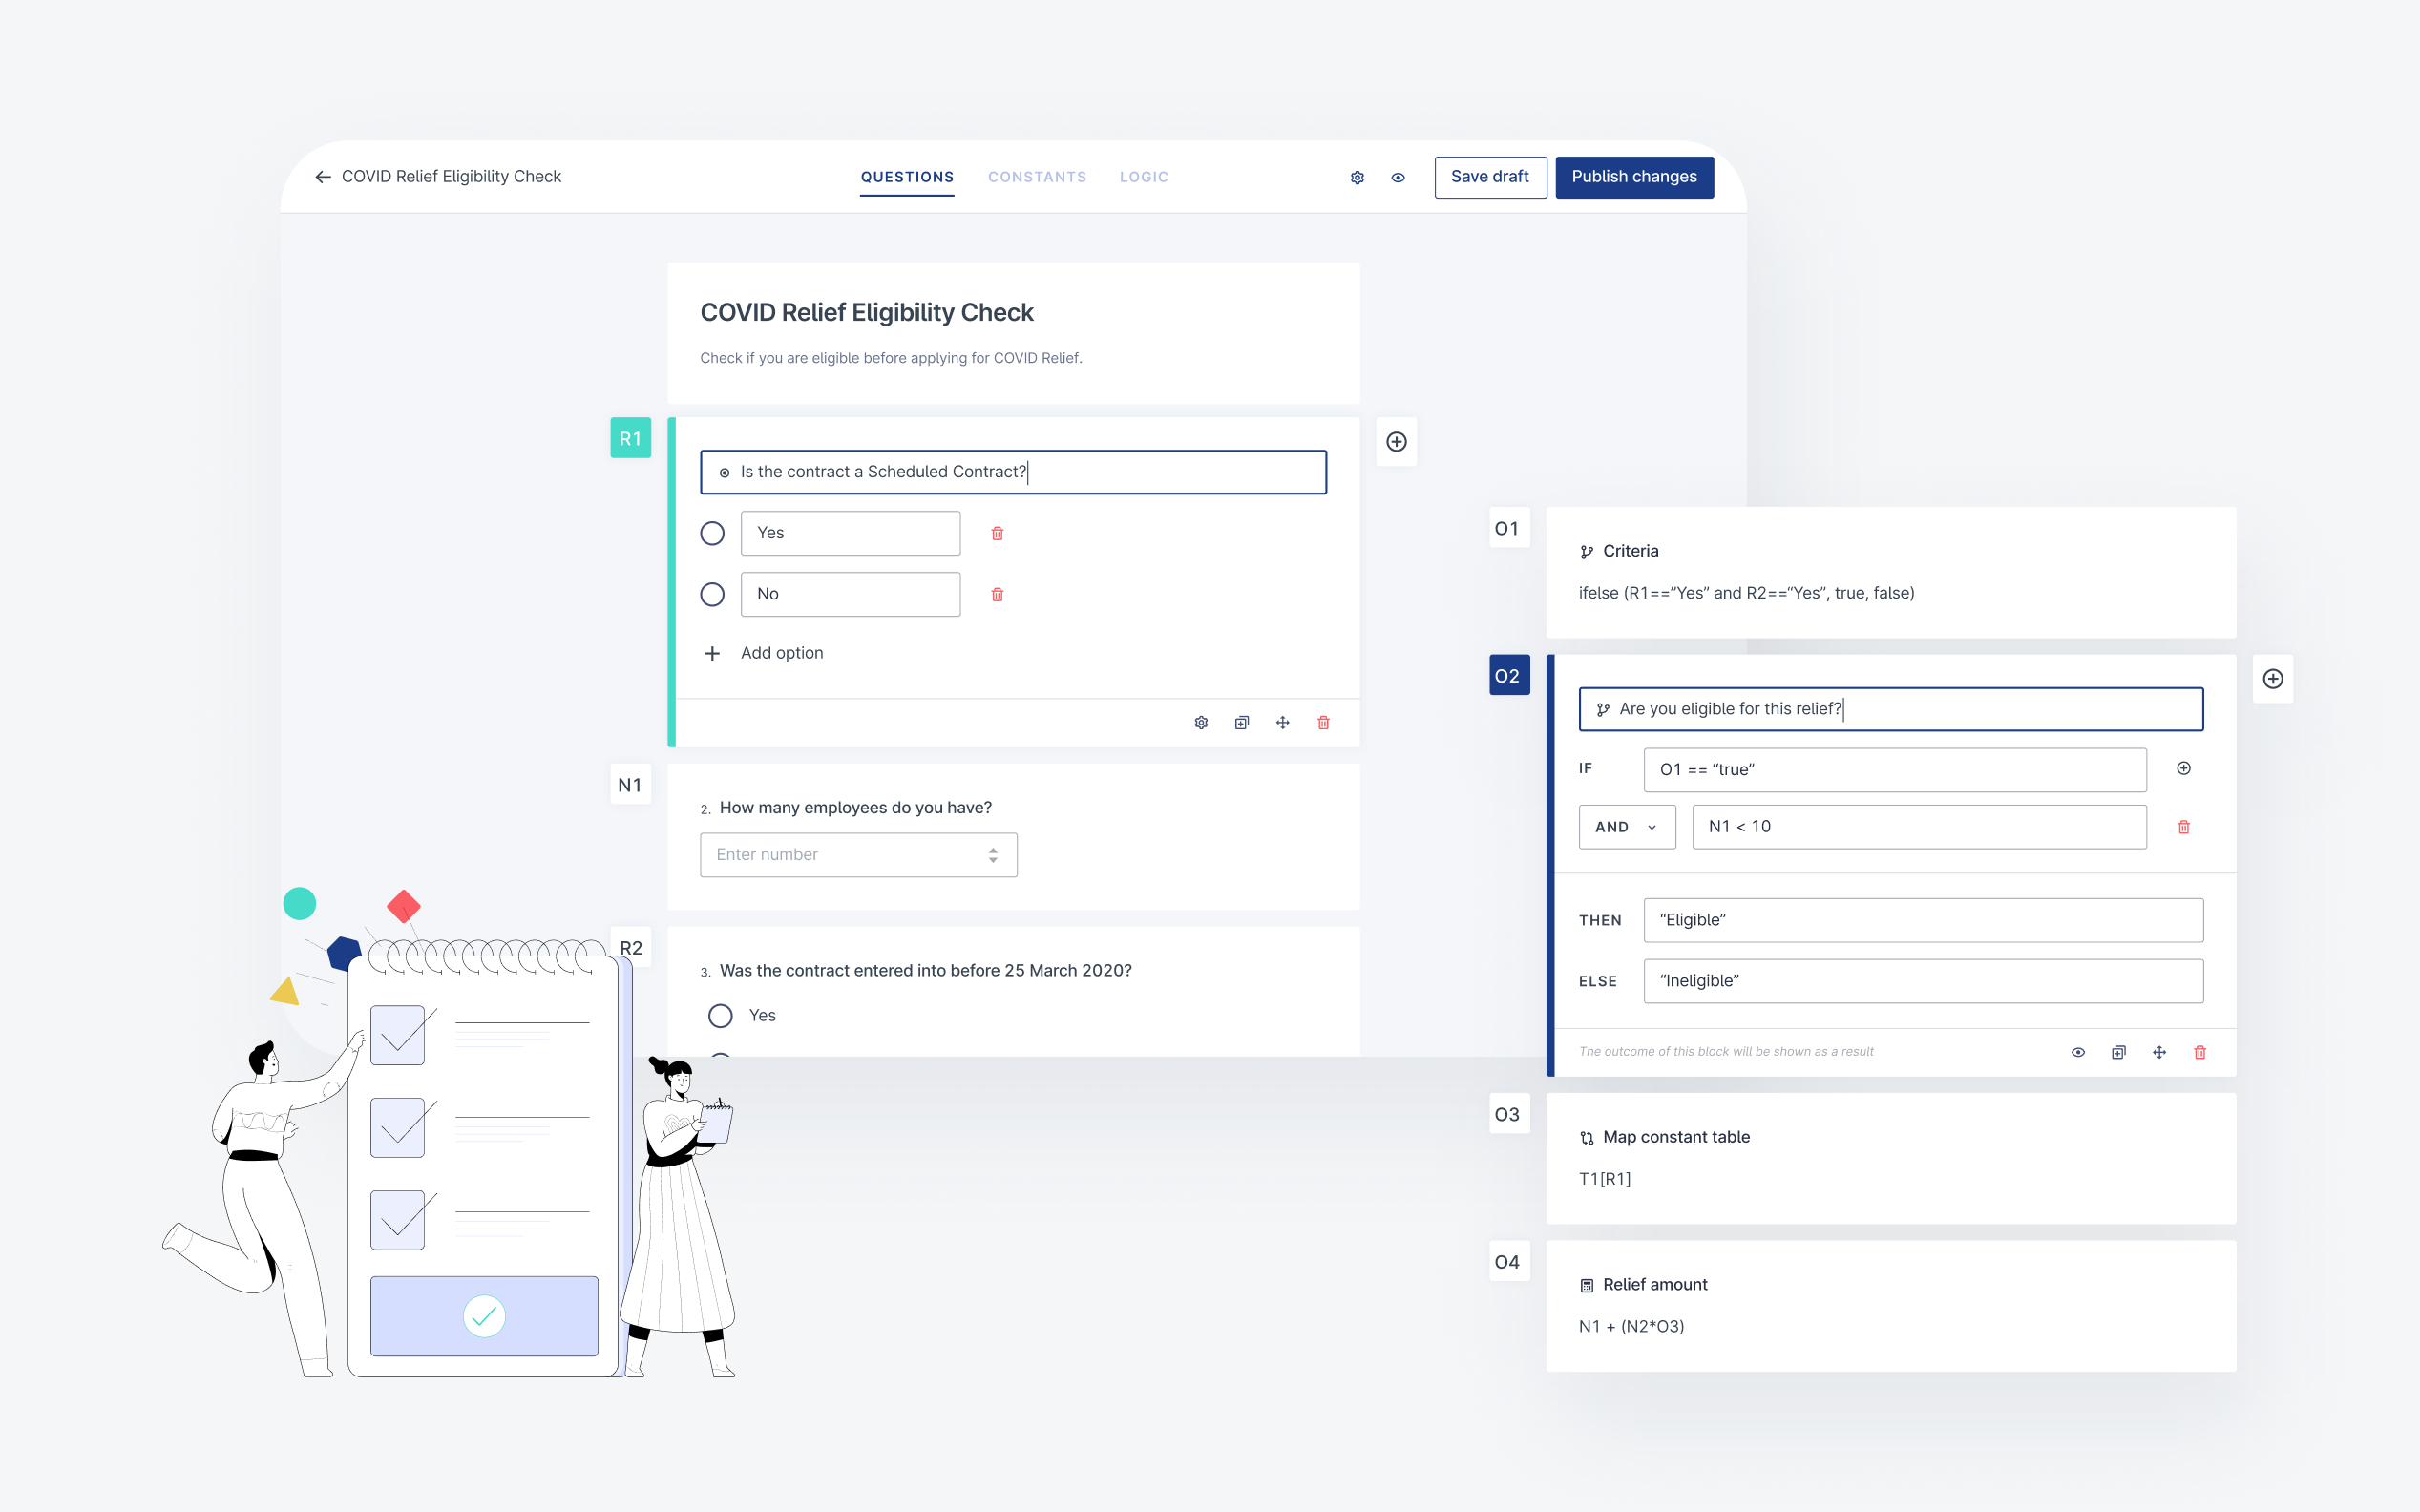 COVID Relief Eligibility Check
QUESTIONS CONSTANTS LOGIC
Save draft
Publish changes
COVID Relief Eligibility Check
Check if you are eligible before applying for COVID Relief.
R1
Is the contract a Scheduled Contract?
Yes
No
Add option
N1
2. How many employees do you have?
Enter number
R2
3. Was the contract entered into before 25 March 2020?
Yes
O1
Criteria
ifelse (R1==”Yes” and R2==“Yes”, true, false)
O2
Are you eligible for this relief?
IF O1 == “true”
AND N1 < 10
THEN “Eligible”
ELSE “Ineligible”
The outcome of this block will be shown as a result
O3
Map constant table
T1[R1]
O4
Relief amount
N1 + (N2*O3)